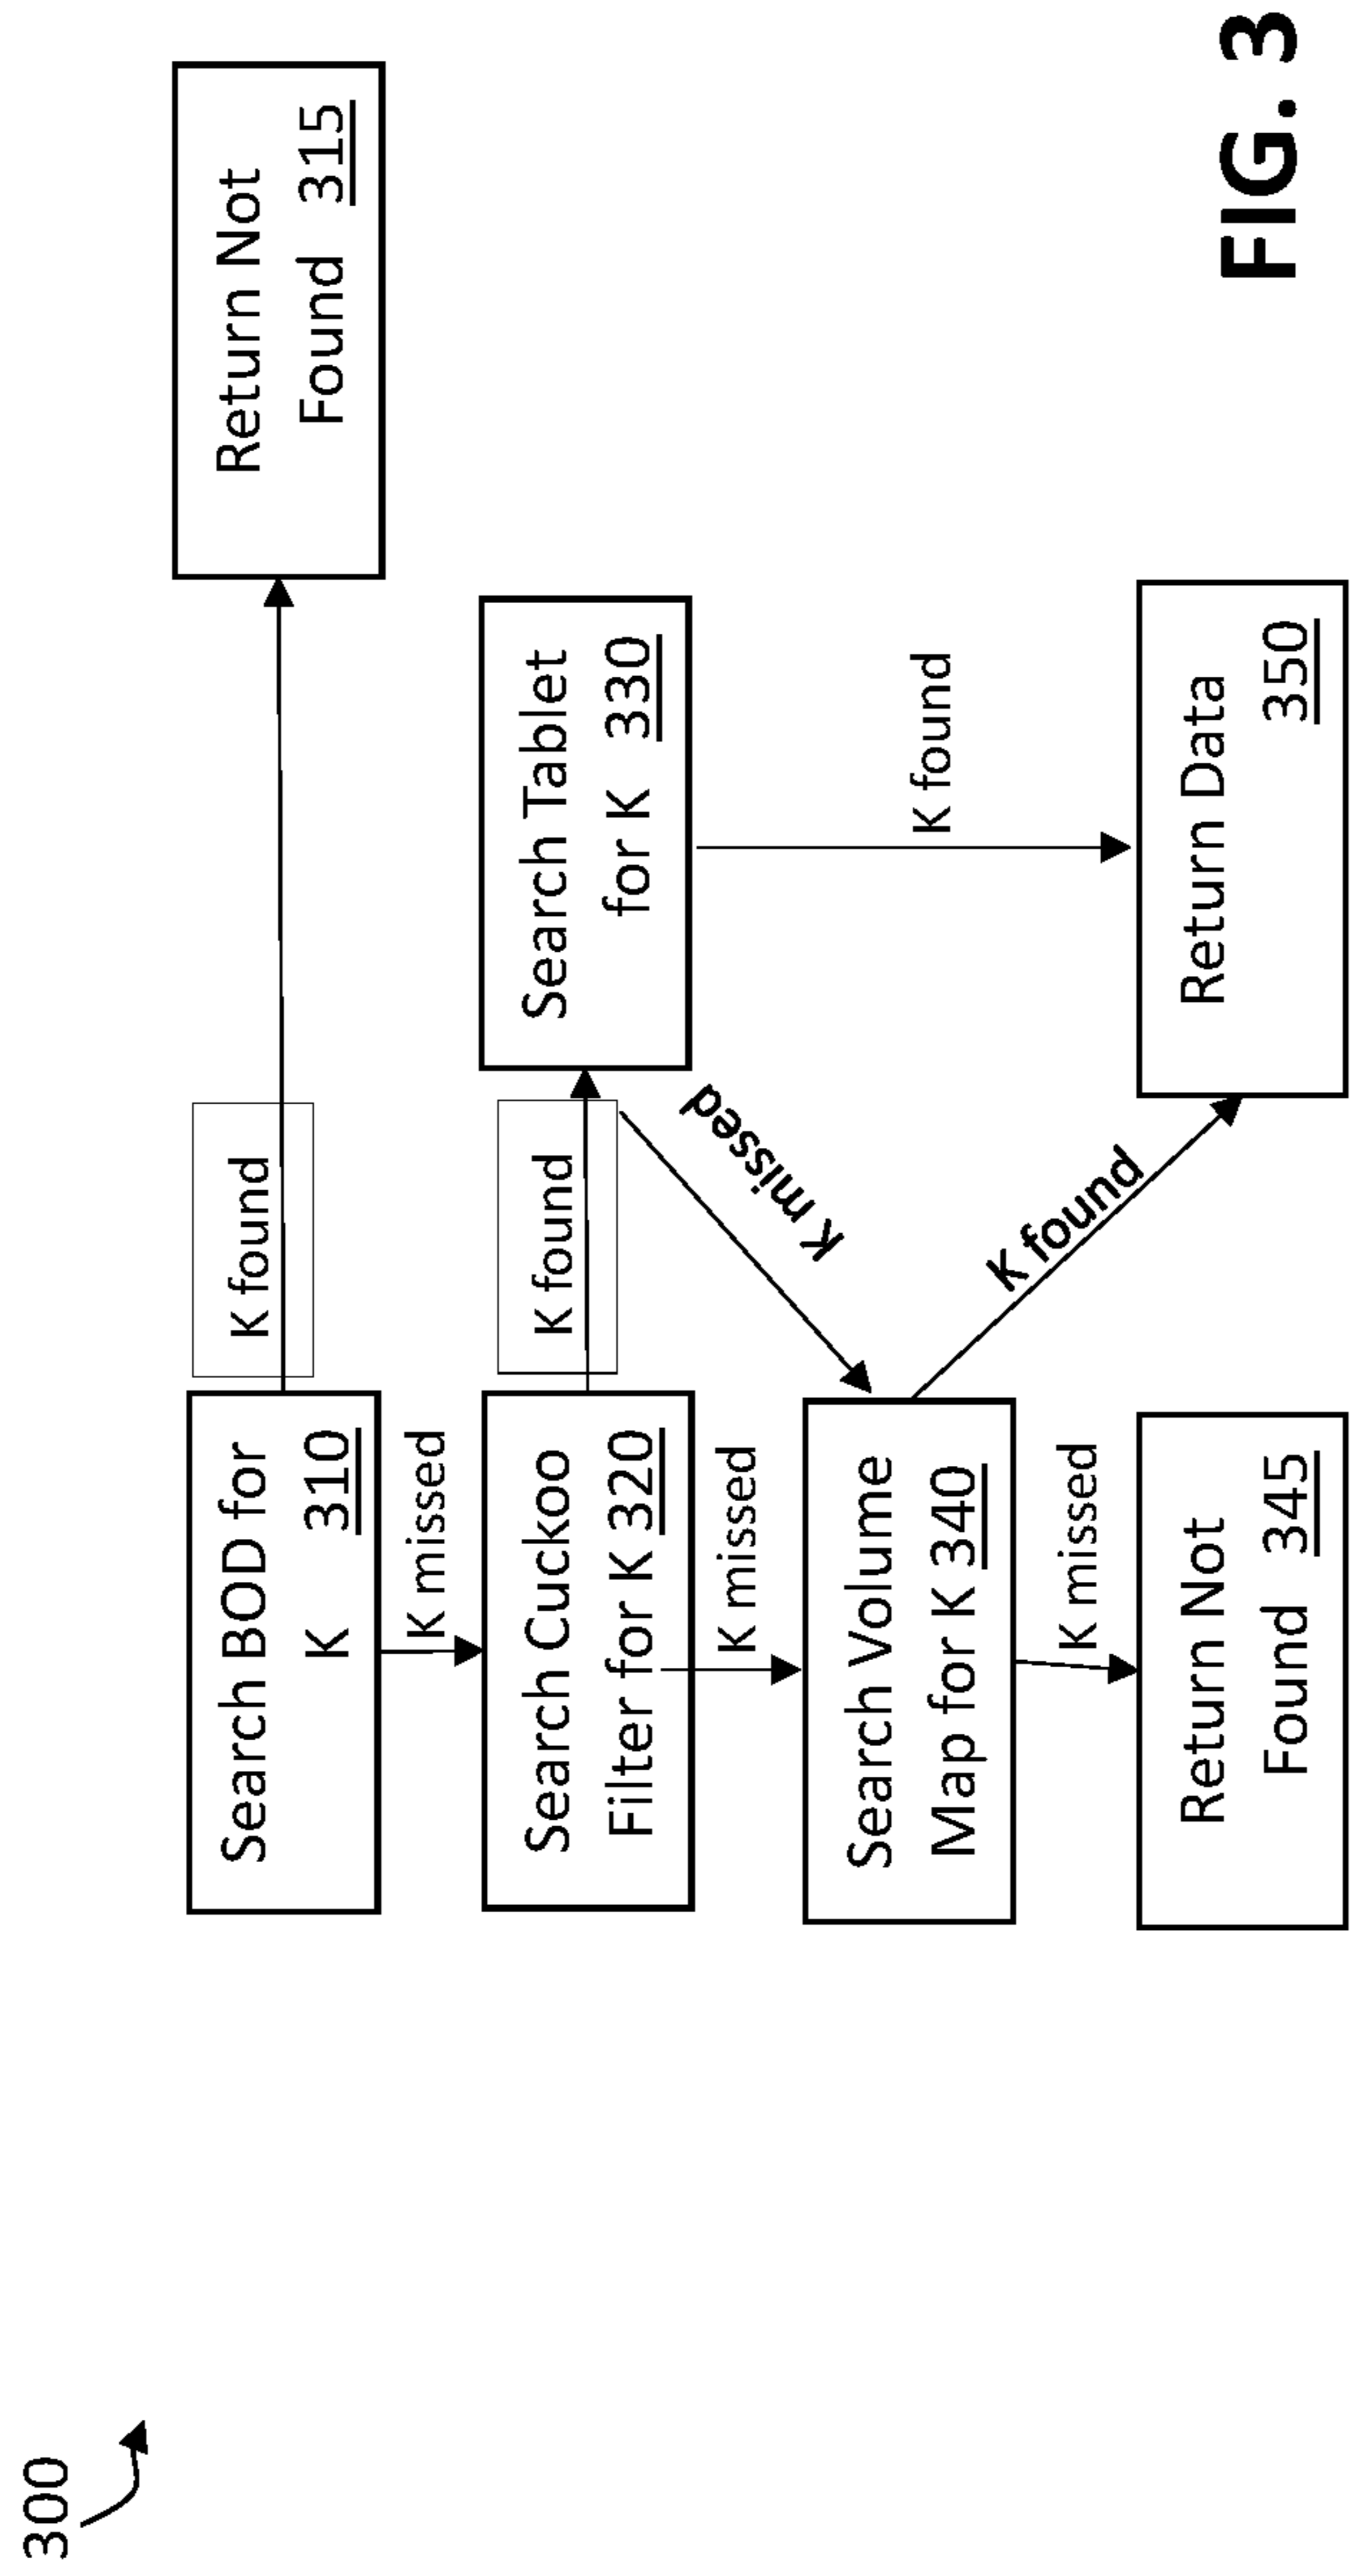 300
Search BOD for
K 310
K found
Return Not
Found 315
K missed
Search Cuckoo
Filter for K 320
K found
Search Tablet
for K 330
K missed
K missed
K found
Search Volume
Map for K 340
K found
K missed
Return Not
Found 345
Return Data
350
FIG. 3